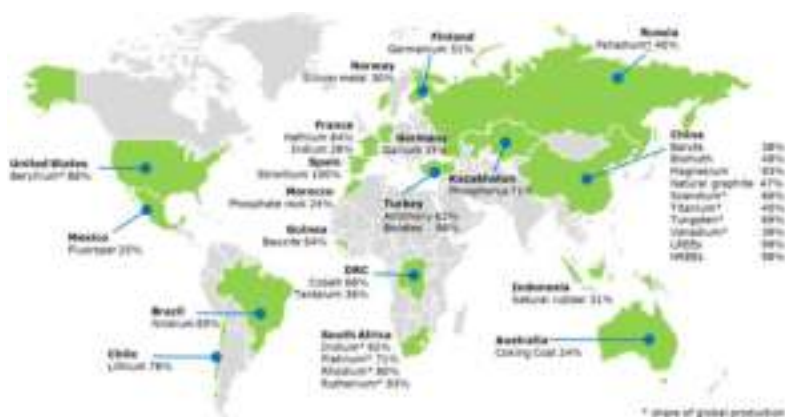 Finland
Germanium 51%
Russia
Palladium* 40%
Norway
Silicon metal 30%
France
Hafnium 84%
Indium 28%
Germany
Gallium 35%
Spain
Strontium 100%
China
Baryte 38%
Bismuth 49%
Magnesium 93%
Natural graphite 47%
Scandium* 66%
Titanium* 45%
Tungsten* 69%
Vanadium* 39%
LREEs 99%
HREEs 98%
United States
Beryllium* 88%
Kazakhstan
Phosphorus 71%
Morocco
Phosphate rock 24%
Turkey
Antimony 62%
Borates 98%
Mexico
Fluorspar 25%
Guinea
Bauxite 64%
DRC
Cobalt 68%
Tantalum 36%
Indonesia
Natural rubber 31%
Brazil
Niobium 85%
South Africa
Iridium* 92%
Platinum* 71%
Rhodium* 80%
Ruthenium* 93%
Australia
Coking Coal 24%
Chile
Lithium 78%
* share of global production